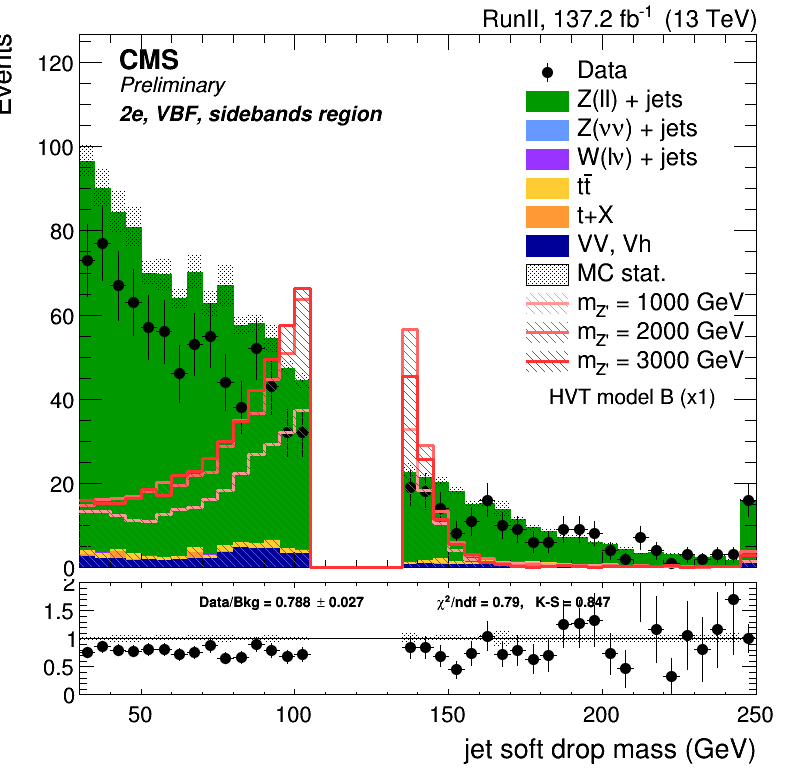 RunII, 137.2 fb⁻¹ (13 TeV)
Events
CMS
Preliminary
2e, VBF, sidebands region
Data
Z(ll) + jets
Z(νν) + jets
W(lν) + jets
tt̄
t+X
VV, Vh
MC stat.
m_Z' = 1000 GeV
m_Z' = 2000 GeV
m_Z' = 3000 GeV
HVT model B (x1)
120
100
80
60
40
20
0
Data/Bkg = 0.788 ± 0.027
χ²/ndf = 0.79, K-S = 0.847
2
1.5
1
0.5
0
50 100 150 200 250
jet soft drop mass (GeV)